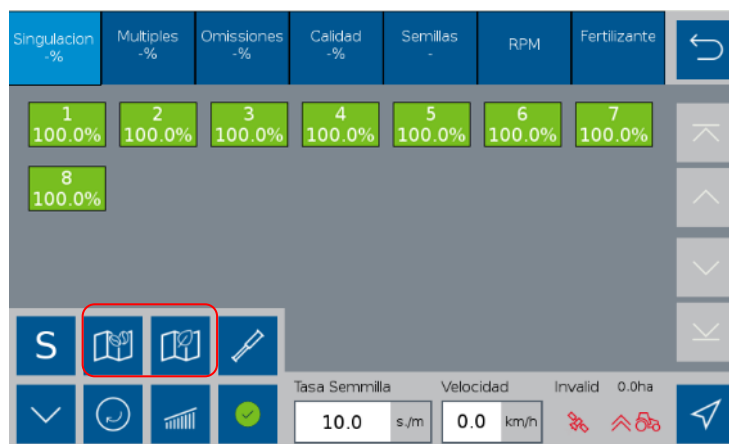 Singulacion
-%
Multiples
-%
Omissiones
-%
Calidad
-%
Semillas
-
RPM
Fertilizante
1
100.0%
2
100.0%
3
100.0%
4
100.0%
5
100.0%
6
100.0%
7
100.0%
8
100.0%
S
Tasa Semmilla
Velocidad
Invalid 0.0ha
10.0 s./m
0.0 km/h